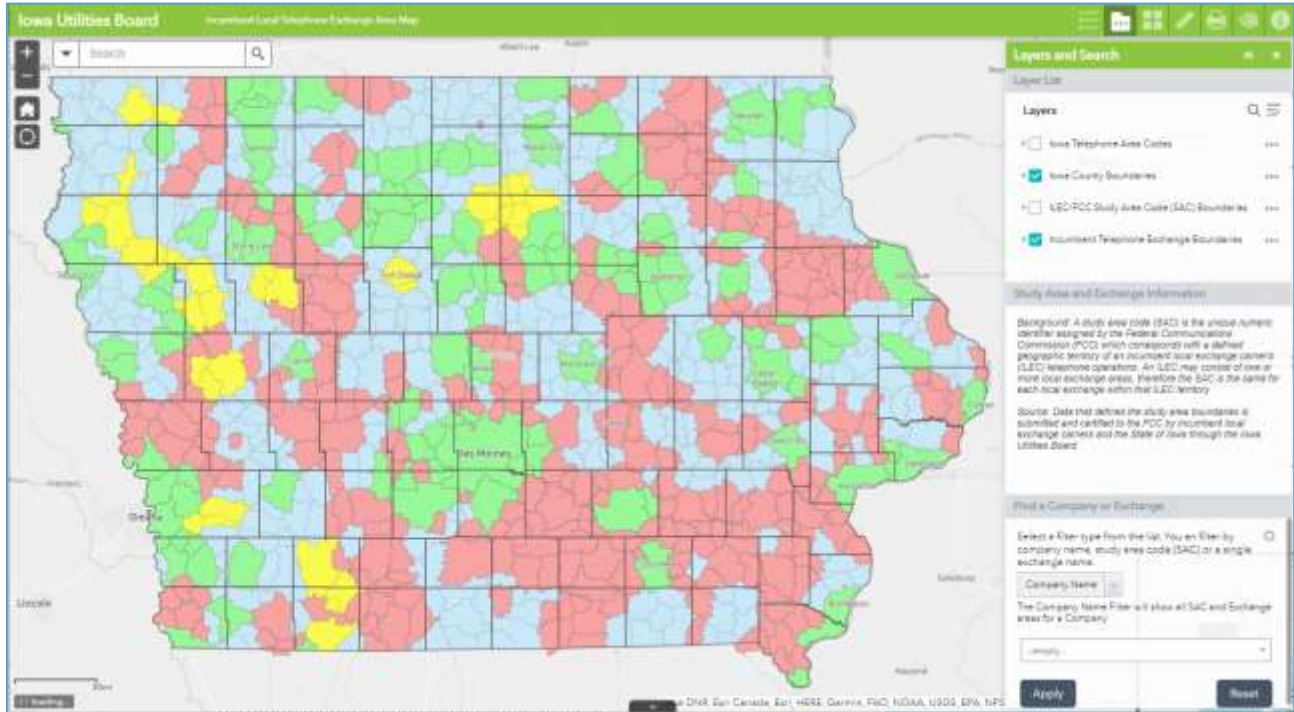 Iowa Utilities Board
Incumbent Local Telephone Exchange Area Map
Search
Layers and Search
Layer List
Layers
Iowa Telephone Area Codes
Iowa County Boundaries
ILEC/FCC Study Area Code (SAC) Boundaries
Incumbent Telephone Exchange Boundaries
Study Area and Exchange Information
Background: A study area code (SAC) is the unique numeric
identifier assigned by the Federal Communications
Commission (FCC) which corresponds with a defined
geographic territory of an incumbent local exchange carrier's
(ILEC) telephone operations. An ILEC may consist of one or
more local exchange areas, therefore the SAC is the same for
each local exchange within that ILEC territory
Source: Data that defines the study area boundaries is
submitted and certified to the FCC by incumbent local
exchange carriers and the State of Iowa through the Iowa
Utilities Board
Find a Company or Exchange
Select a filter type from the list. You en filter by
company name, study area code (SAC) or a single
exchange name.
Company Name
The Company Name Filter will show all SAC and Exchange
areas for a Company
-empty-
Apply
Reset
Des Moines
Omaha
Lincoln
loading...
Esri Canada, Esri, HERE, Garmin, FAO, NOAA, USGS, EPA, NPS